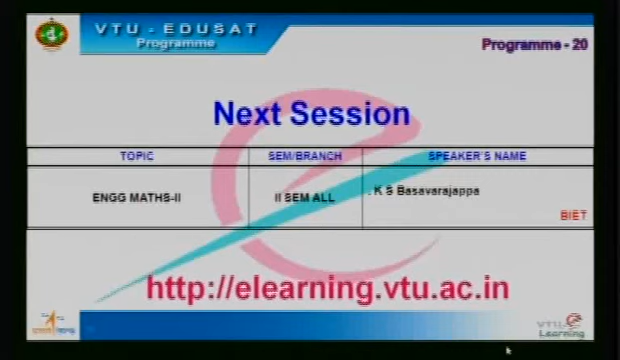 VTU - EDUSAT
Programme
Programme - 20
Next Session
TOPIC SEM/BRANCH SPEAKER'S NAME
ENGG MATHS-II II SEM ALL . K S Basavarajappa
BIET
http://elearning.vtu.ac.in
VTU
Learning